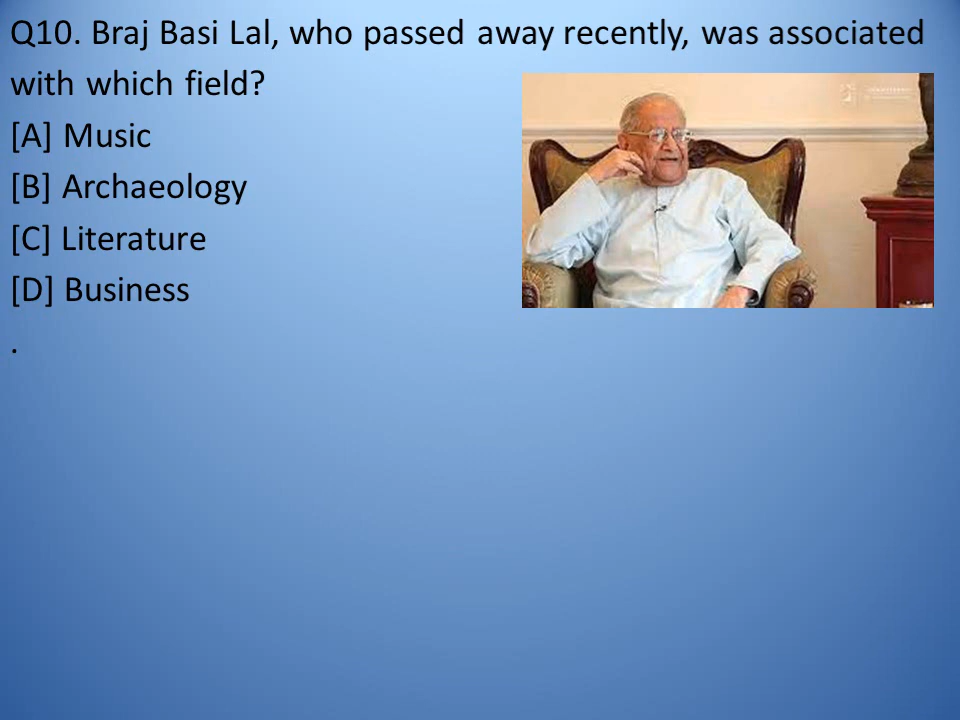 Q10. Braj Basi Lal, who passed away recently, was associated
with which field?
[A] Music
[B] Archaeology
[C] Literature
[D] Business
.